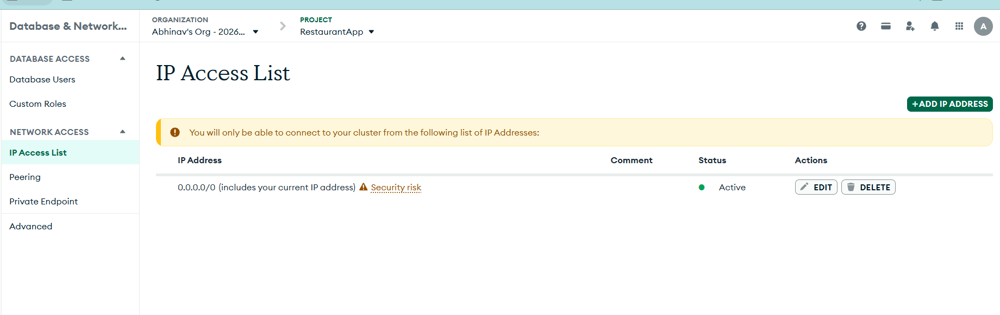 Database & Network...
ORGANIZATION
Abhinav's Org - 2026...
PROJECT
RestaurantApp
A
DATABASE ACCESS
Database Users
Custom Roles
NETWORK ACCESS
IP Access List
Peering
Private Endpoint
Advanced
IP Access List
+ADD IP ADDRESS
You will only be able to connect to your cluster from the following list of IP Addresses:
IP Address Comment Status Actions
0.0.0.0/0 (includes your current IP address) Security risk Active EDIT DELETE